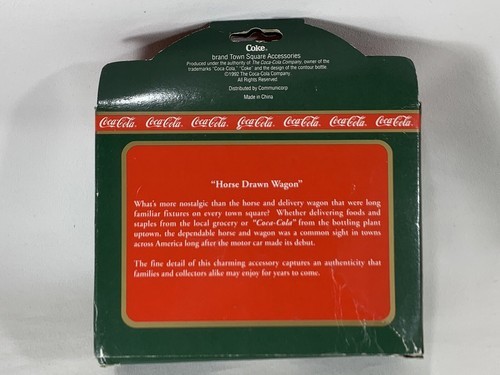 Coke®
brand Town Square Accessories
Produced under the authority of The Coca-Cola Company, owner of the
trademarks "Coca-Cola," "Coke" and the design of the contour bottle.
©1992 The Coca-Cola Company
All Rights Reserved
Distributed by Communicorp
Made in China
Coca-Cola. Coca-Cola. Coca-Cola. Coca-Cola. Coca-Cola. Coca-Cola. Coca-Cola.
"Horse Drawn Wagon"
What's more nostalgic than the horse and delivery wagon that were long
familiar fixtures on every town square? Whether delivering foods and
staples from the local grocery or "Coca-Cola" from the bottling plant
uptown, the dependable horse and wagon was a common sight in towns
across America long after the motor car made its debut.
The fine detail of this charming accessory captures an authenticity that
families and collectors alike may enjoy for years to come.